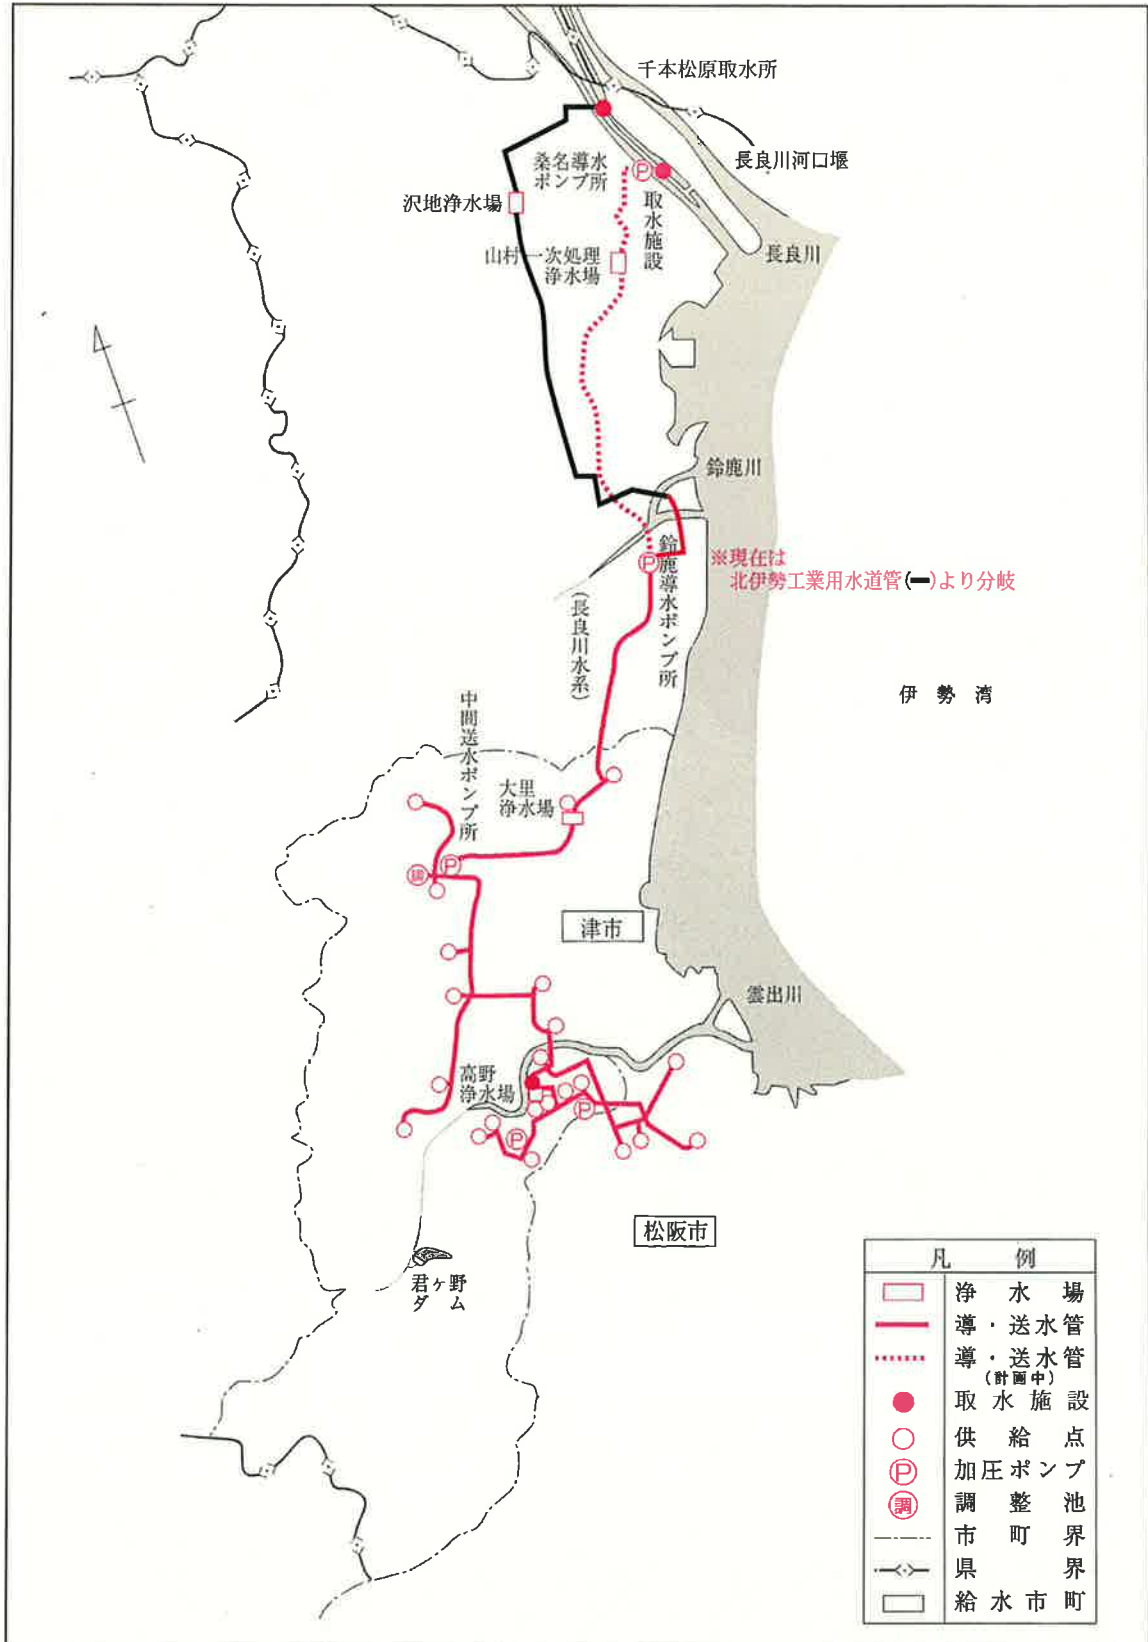 千本松原取水所
長良川河口堰
桑名導水
ポンプ所
P
取水施設
沢地浄水場
山村一次処理
浄水場
長良川
鈴鹿川
鈴鹿導水ポンプ所
P
※現在は
北伊勢工業用水道管(━)より分岐
(長良川水系)
伊勢湾
中間送水ポンプ所
大里
浄水場
P
調
津市
雲出川
高野
浄水場
P
P
松阪市
君ヶ野
ダム
凡例
浄水場
導・送水管
導・送水管
(計画中)
取水施設
供給点
P 加圧ポンプ
調 調整池
市町界
県界
給水市町